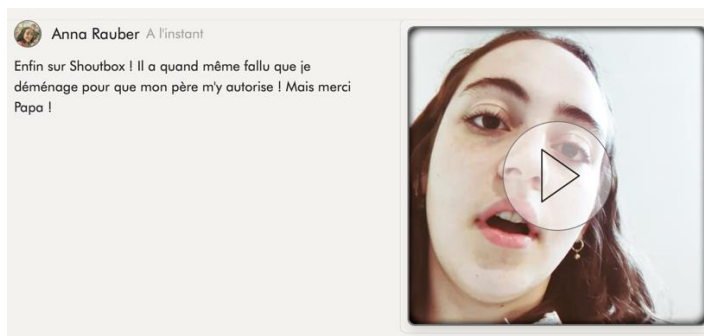 Anna Rauber A l'instant
Enfin sur Shoutbox ! Il a quand même fallu que je
déménage pour que mon père m'y autorise ! Mais merci
Papa !